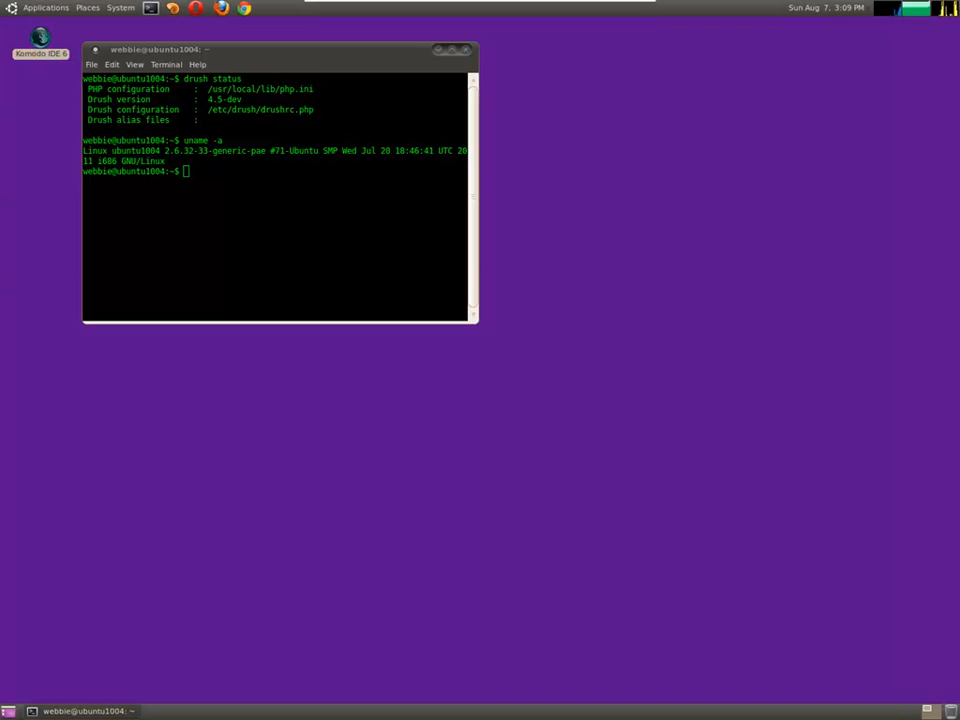 Applications Places System
Sun Aug 7, 3:09 PM
Komodo IDE 6
webbie@ubuntu1004: ~
File Edit View Terminal Help
webbie@ubuntu1004:~$ drush status
PHP configuration : /usr/local/lib/php.ini
Drush version : 4.5-dev
Drush configuration : /etc/drush/drushrc.php
Drush alias files :
webbie@ubuntu1004:~$ uname -a
Linux ubuntu1004 2.6.32-33-generic-pae #71-Ubuntu SMP Wed Jul 20 18:46:41 UTC 20
11 i686 GNU/Linux
webbie@ubuntu1004:~$
webbie@ubuntu1004: ~